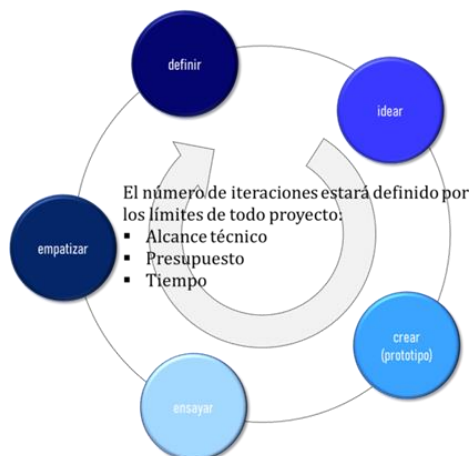 definir
idear
El número de iteraciones estará definido por
los límites de todo proyecto:
▪ Alcance técnico
▪ Presupuesto
▪ Tiempo
empatizar
crear
(prototipo)
ensayar